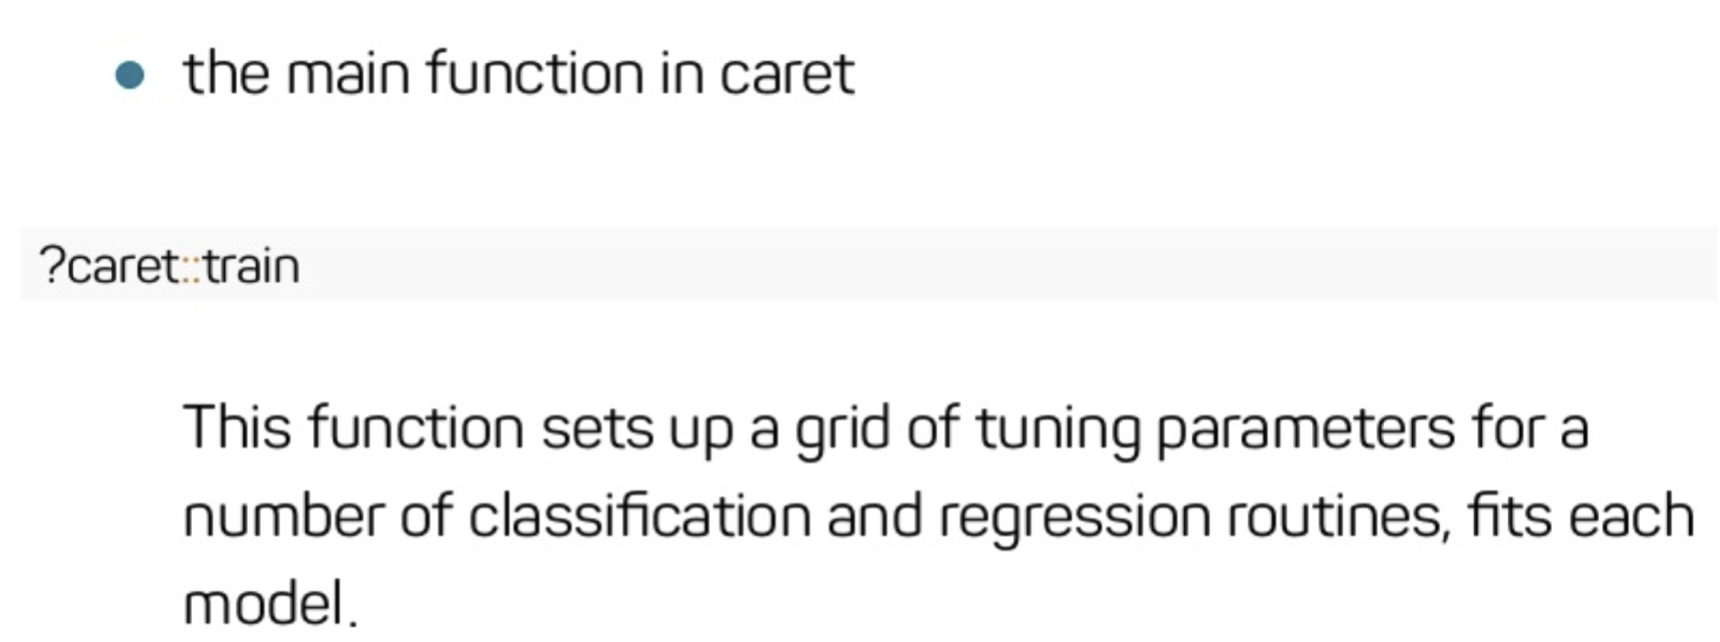 the main function in caret
?caret::train
This function sets up a grid of tuning parameters for a
number of classification and regression routines, fits each
model.